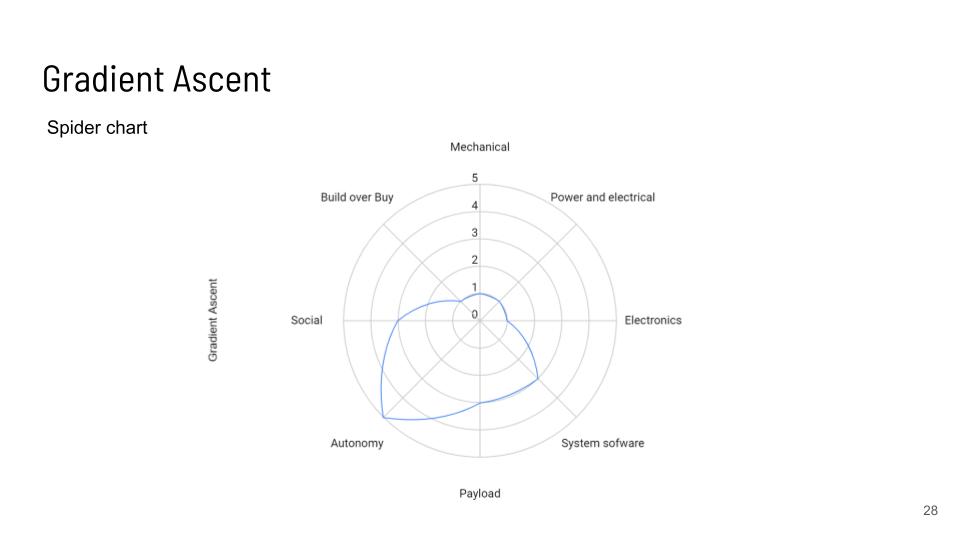 Gradient Ascent
Spider chart
Mechanical
5
Build over Buy
Power and electrical
4
3
2
1
0
Gradient Ascent
Social
Electronics
Autonomy
System sofware
Payload
28